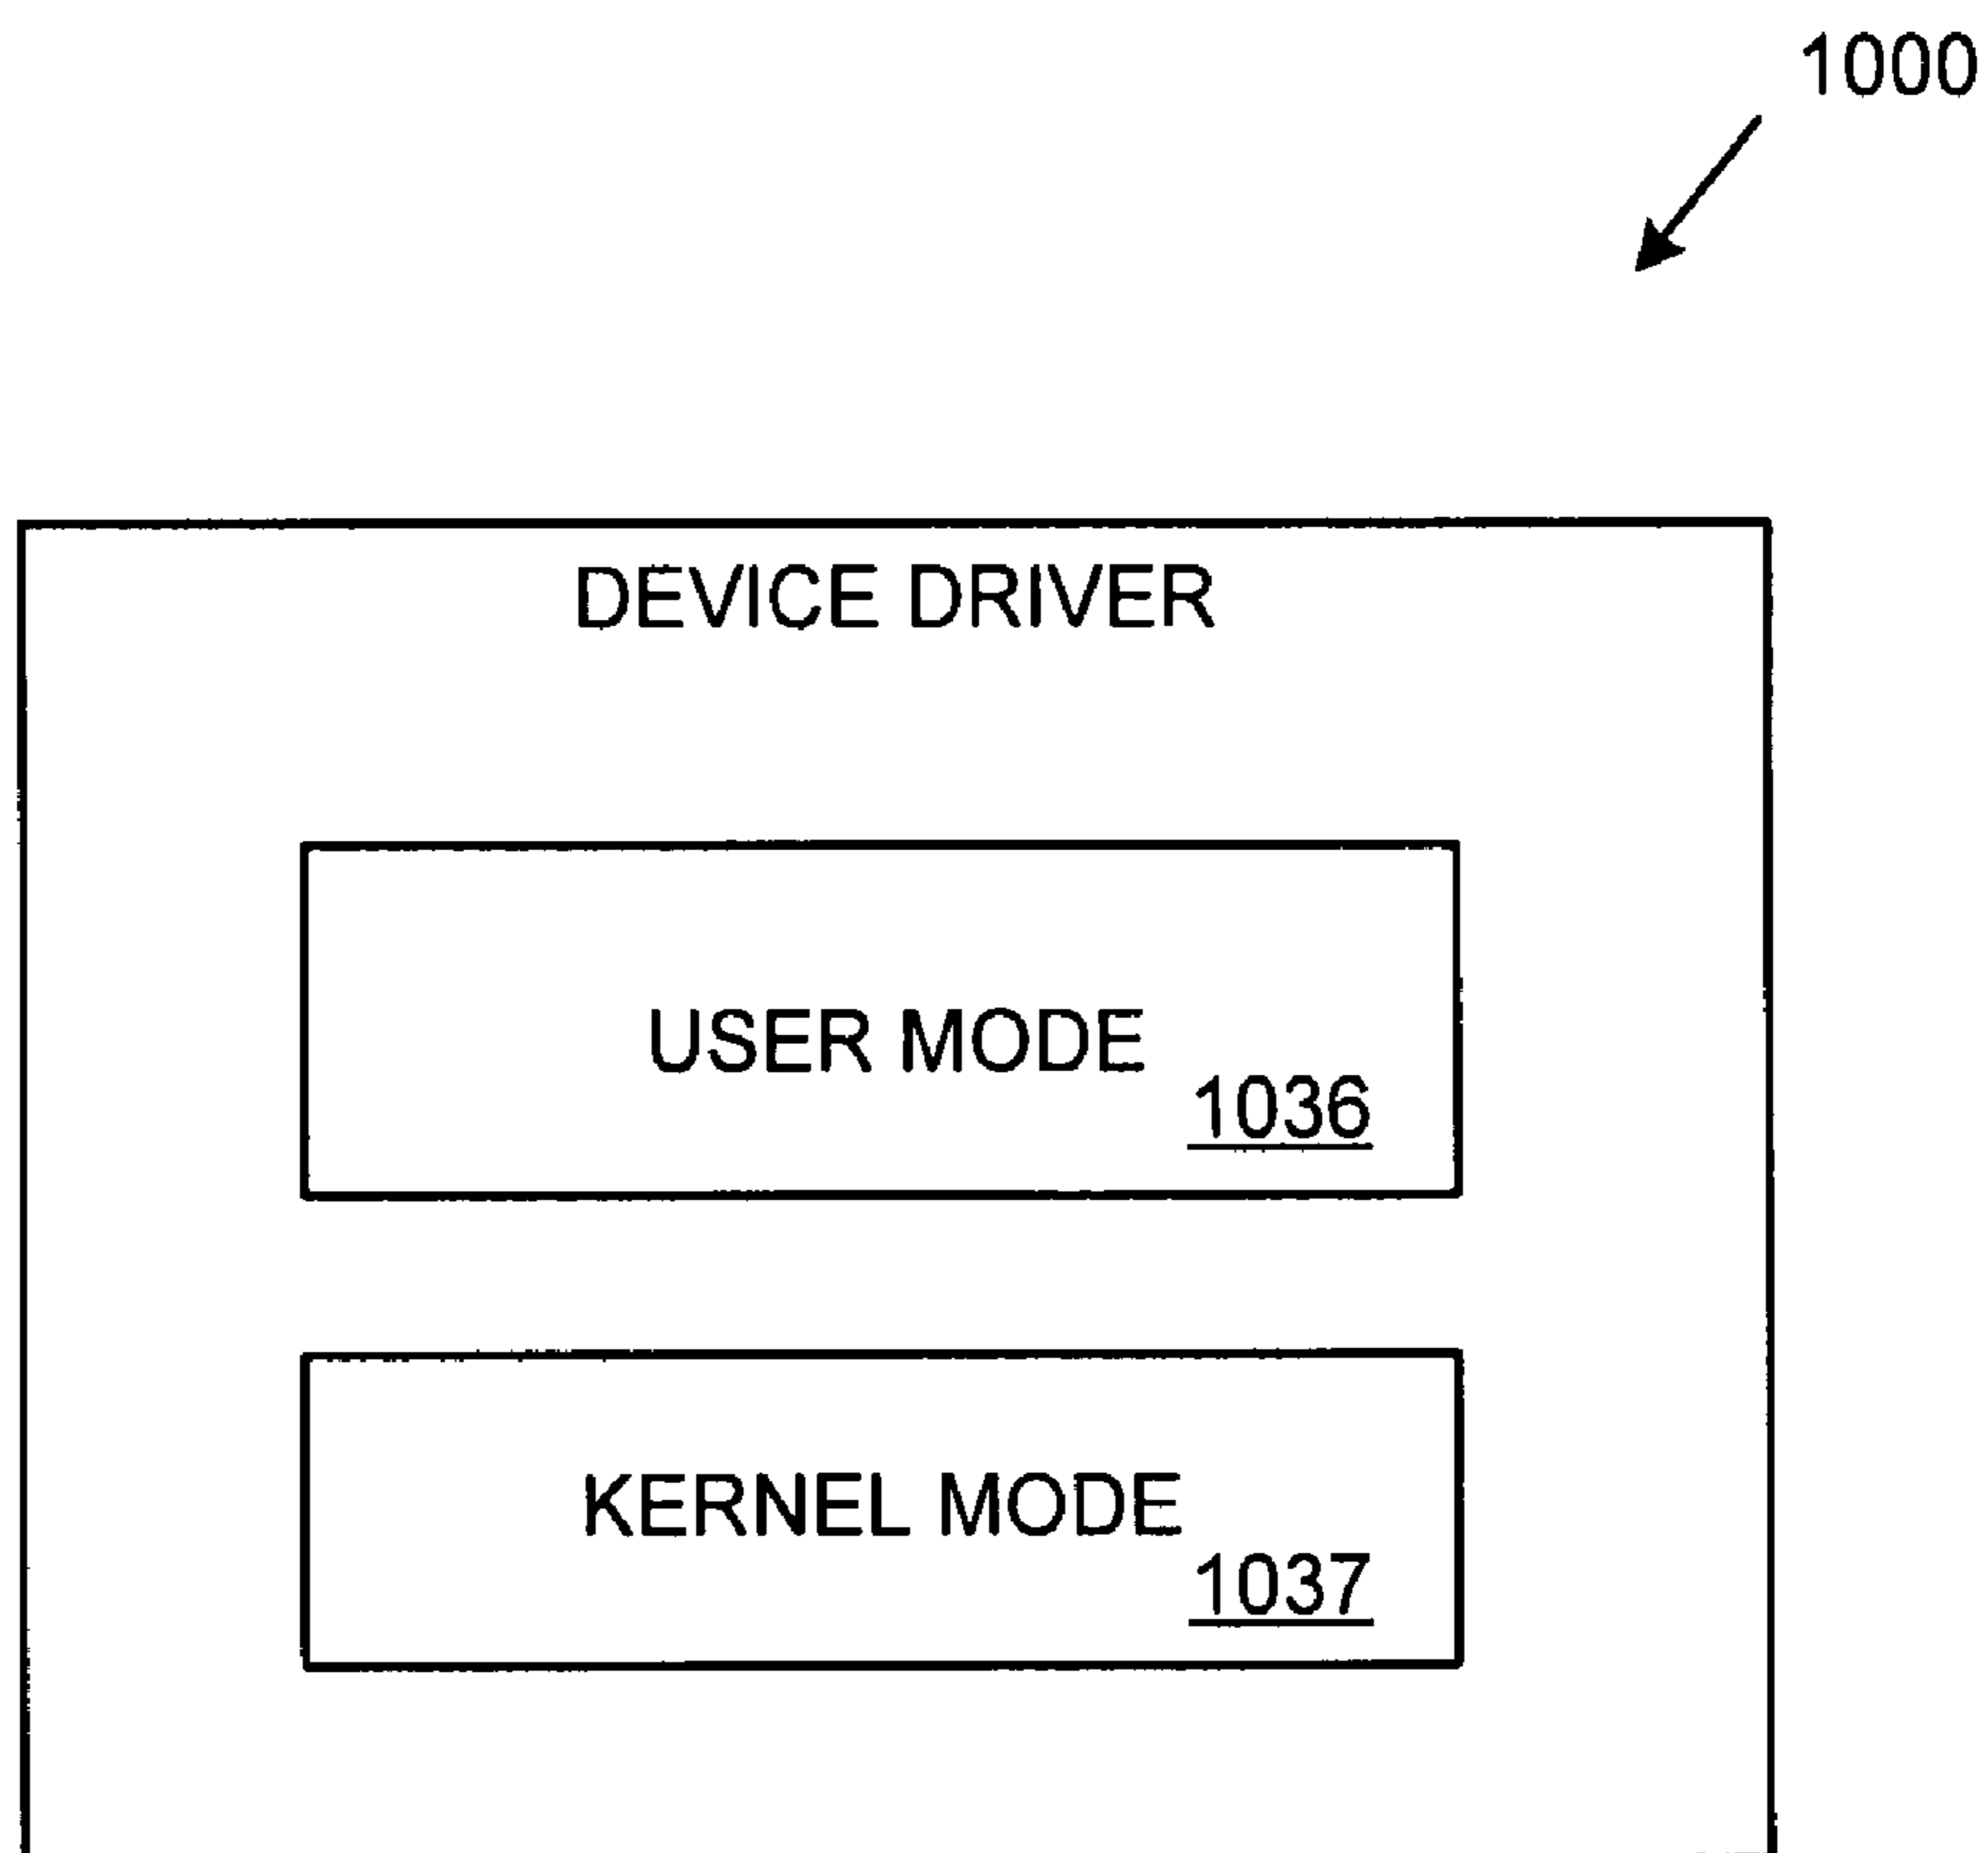 1000
DEVICE DRIVER
USER MODE
1036
KERNEL MODE
1037